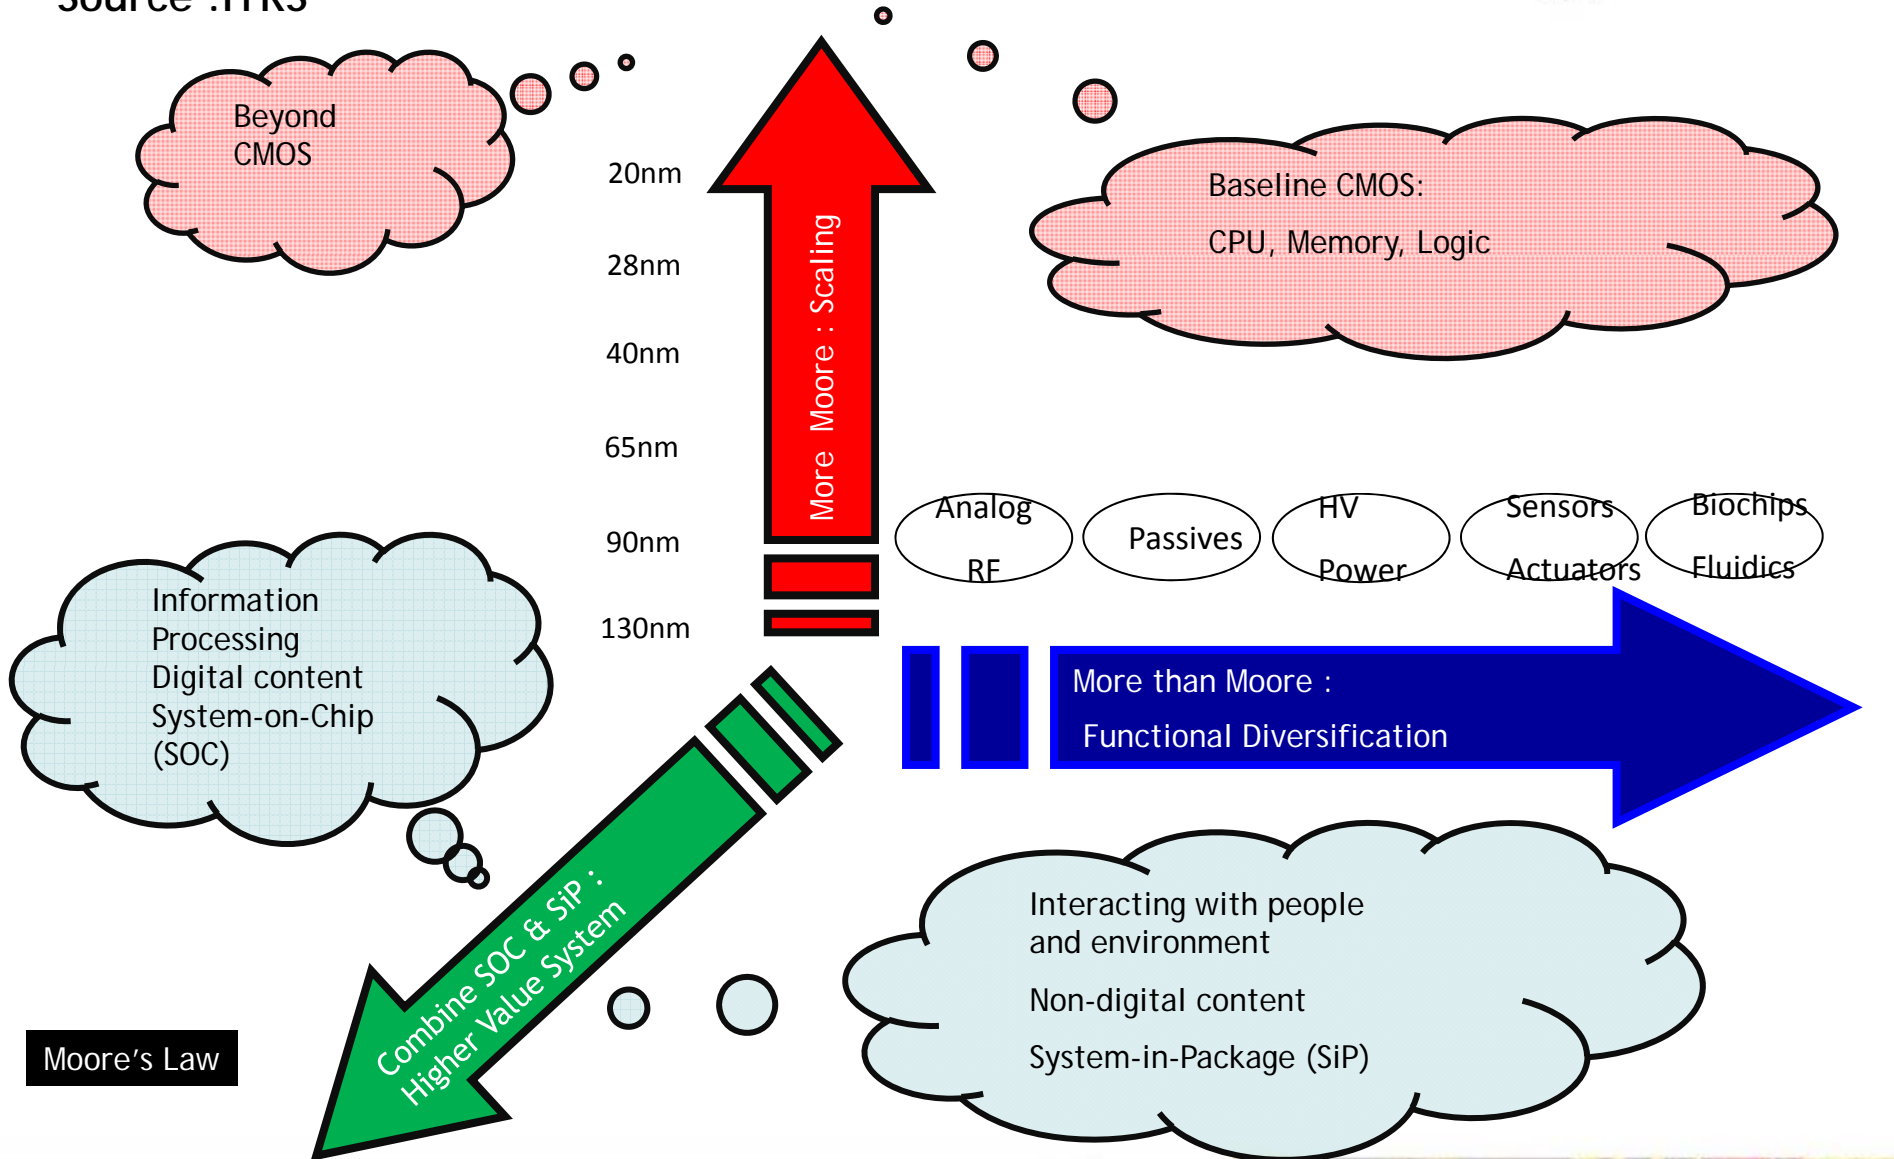 Source :ITRS
Beyond
CMOS
20nm
28nm
40nm
65nm
90nm
130nm
More Moore : Scaling
Baseline CMOS:
CPU, Memory, Logic
Analog
RF
Passives
HV
Power
Sensors
Actuators
Biochips
Fluidics
Information
Processing
Digital content
System-on-Chip
(SOC)
More than Moore :
Functional Diversification
Combine SOC & SiP :
Higher Value System
Interacting with people
and environment
Non-digital content
System-in-Package (SiP)
Moore's Law